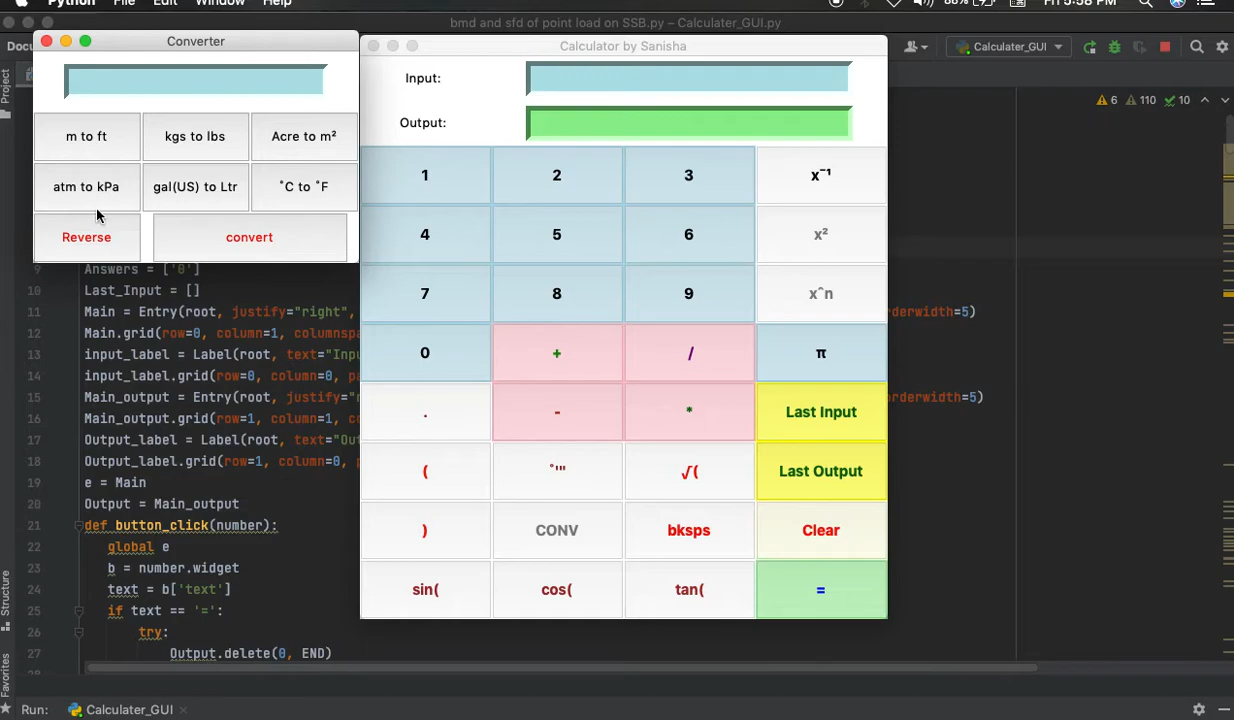 Python File Edit Window Help 88% Fri 5:58 PM
bmd and sfd of point load on SSB.py – Calculater_GUI.py
Converter
Calculator by Sanisha
Docu
Calculater_GUI
Project
6 110 10
Input:
Output:
m to ft kgs to lbs Acre to m²
atm to kPa gal(US) to Ltr ˚C to ˚F
Reverse convert
1 2 3 x⁻¹
4 5 6 x²
7 8 9 xˆn
0 + / π
. - * Last Input
( ˚''' √( Last Output
) CONV bksps Clear
sin( cos( tan( =
9 Answers = ['0']
10 Last_Input = []
11 Main = Entry(root, justify="right", rderwidth=5)
12 Main.grid(row=0, column=1, columnspa
13 input_label = Label(root, text="Inpu
14 input_label.grid(row=0, column=0, pa
15 Main_output = Entry(root, justify="r orderwidth=5)
16 Main_output.grid(row=1, column=1, co
17 Output_label = Label(root, text="Out
18 Output_label.grid(row=1, column=0, p
19 e = Main
20 Output = Main_output
21 def button_click(number):
22 global e
23 b = number.widget
24 text = b['text']
25 if text == '=':
26 try:
27 Output.delete(0, END)
28
Structure
Favorites
Run: Calculater_GUI